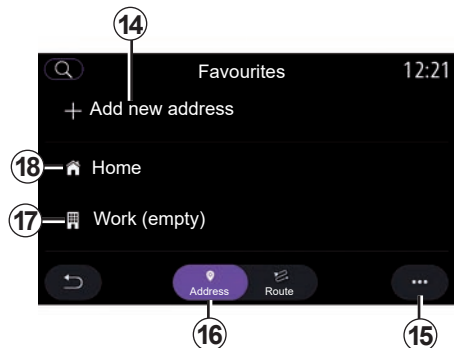 14
Favourites 12:21
Add new address
18 Home
17 Work (empty)
Address Route
16 15